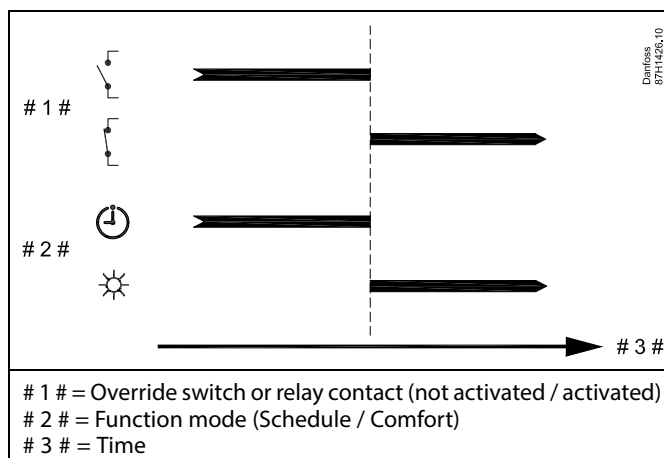 Danfoss
87H1426.10
# 1 #
# 2 #
# 3 #
# 1 # = Override switch or relay contact (not activated / activated)
# 2 # = Function mode (Schedule / Comfort)
# 3 # = Time